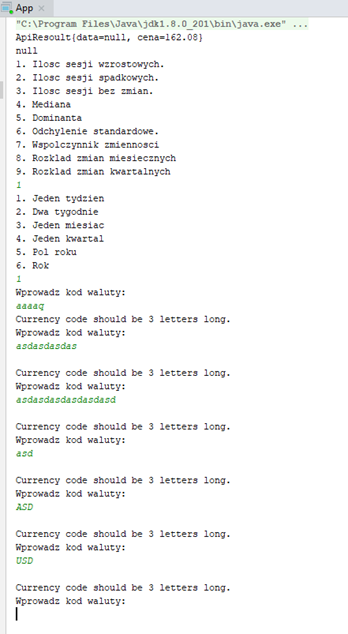 App
"C:\Program Files\Java\jdk1.8.0_201\bin\java.exe" ...
ApiResoult{data=null, cena=162.08}
null
1. Ilosc sesji wzrostowych.
2. Ilosc sesji spadkowych.
3. Ilosc sesji bez zmian.
4. Mediana
5. Dominanta
6. Odchylenie standardowe.
7. Wspolczynnik zmiennosci
8. Rozklad zmian miesiecznych
9. Rozklad zmian kwartalnych
1
1. Jeden tydzien
2. Dwa tygodnie
3. Jeden miesiac
4. Jeden kwartal
5. Pol roku
6. Rok
1
Wprowadz kod waluty:
aaaaq
Currency code should be 3 letters long.
Wprowadz kod waluty:
asdasdasdas
Currency code should be 3 letters long.
Wprowadz kod waluty:
asdasdasdasdasdasd
Currency code should be 3 letters long.
Wprowadz kod waluty:
asd
Currency code should be 3 letters long.
Wprowadz kod waluty:
ASD
Currency code should be 3 letters long.
Wprowadz kod waluty:
USD
Currency code should be 3 letters long.
Wprowadz kod waluty: